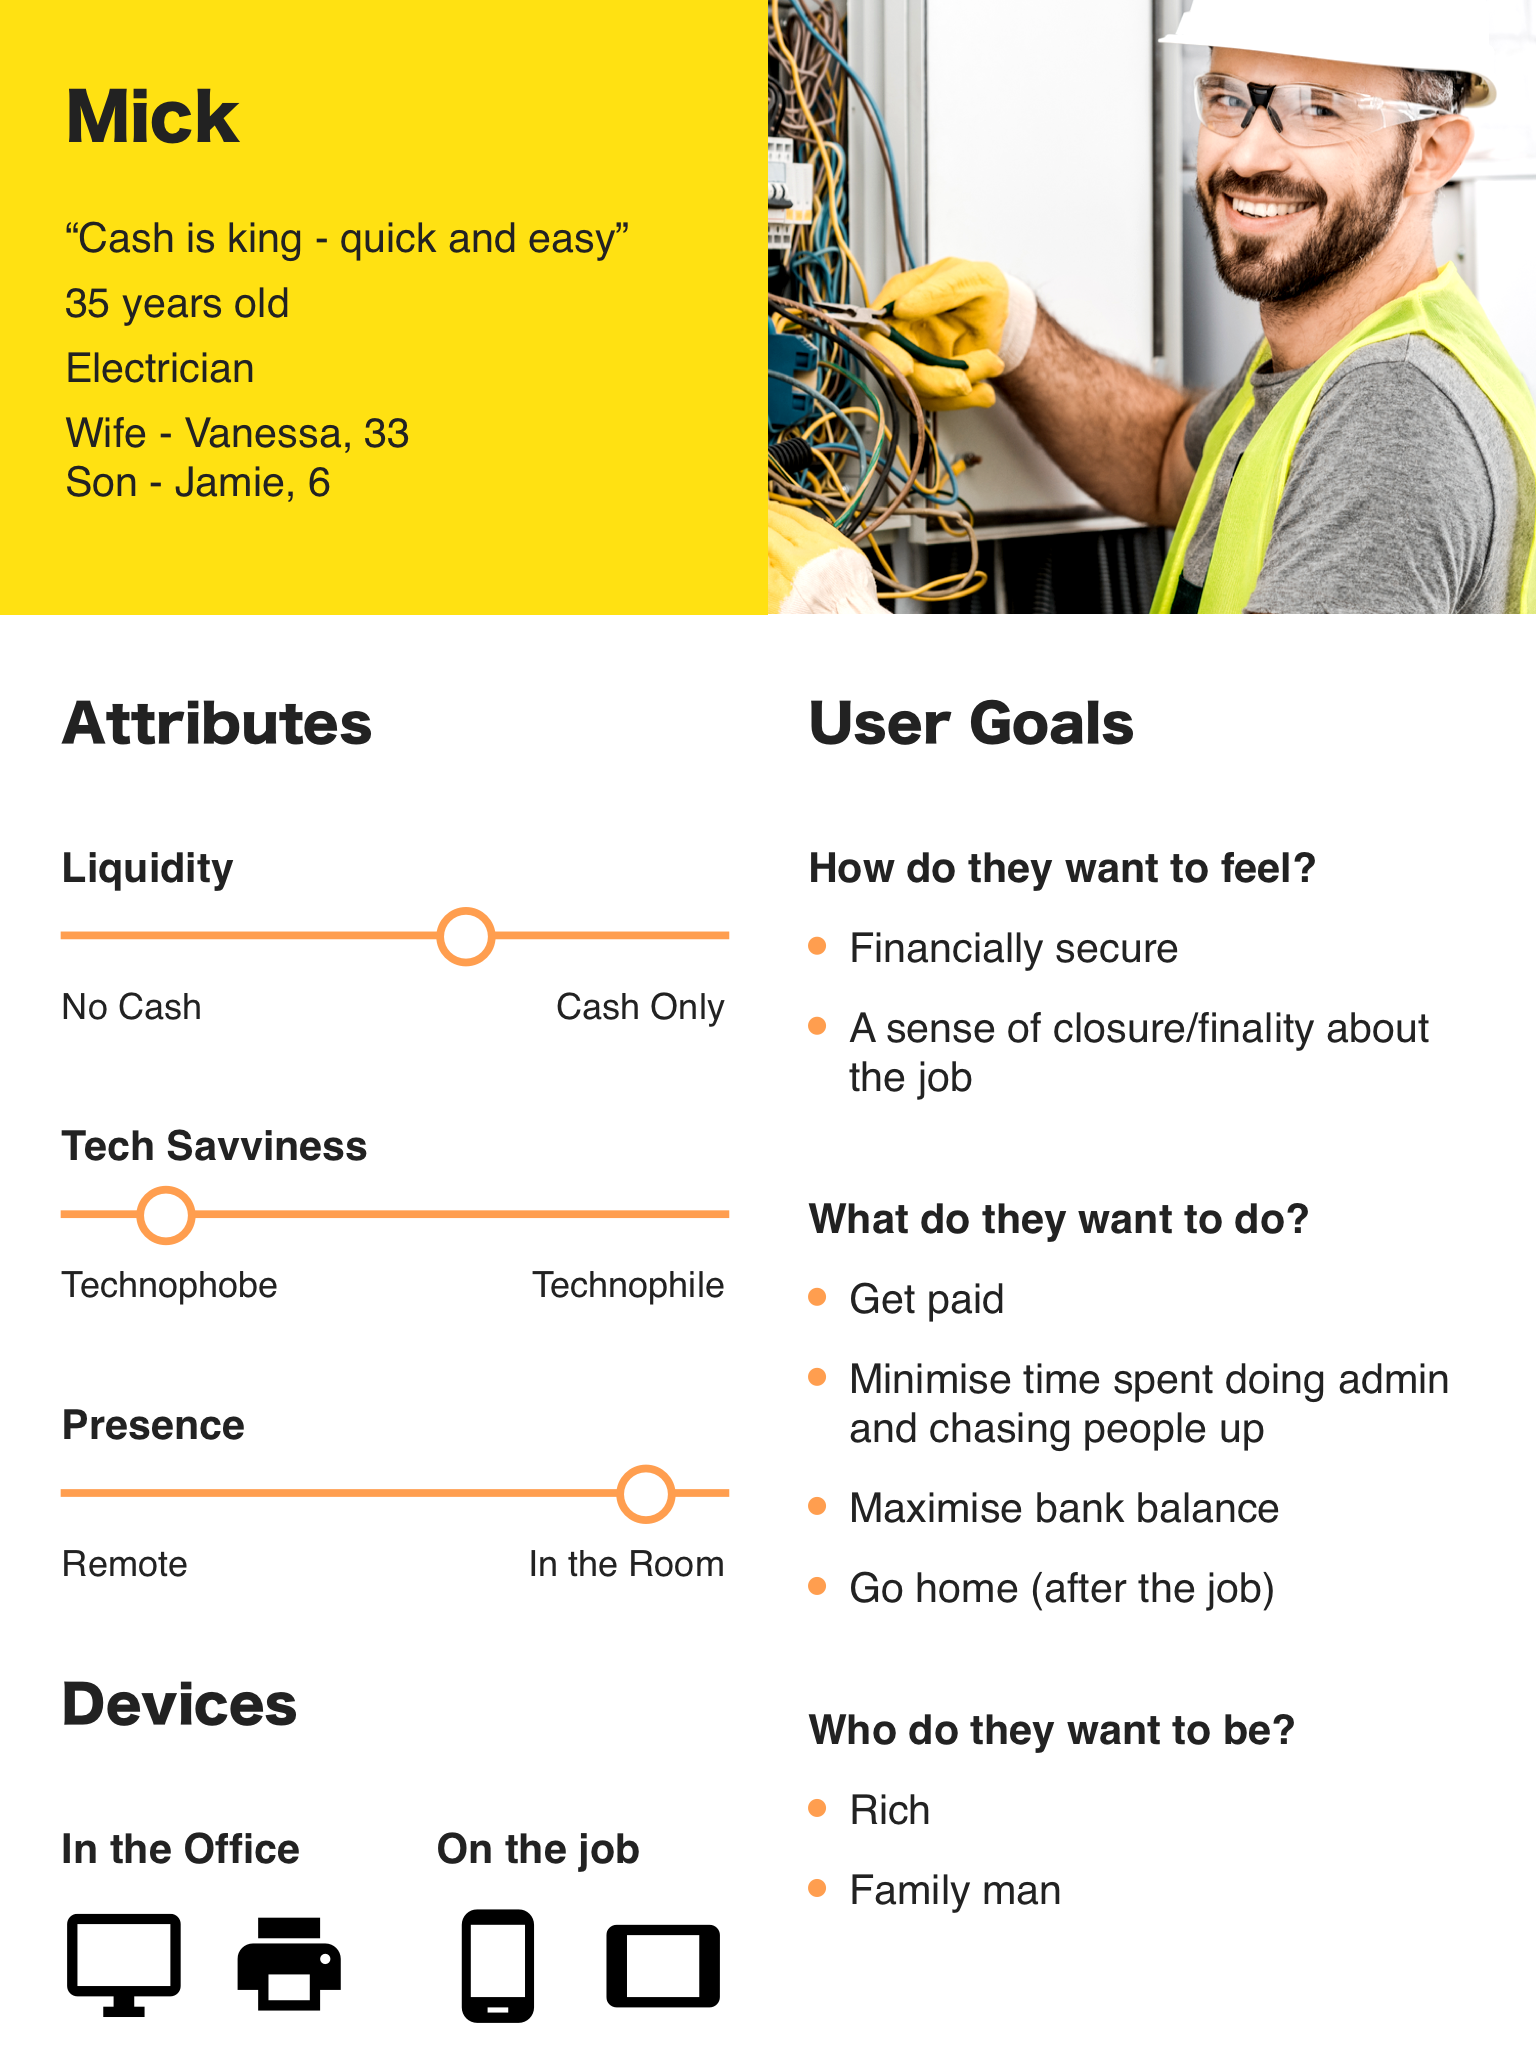 Mick
“Cash is king - quick and easy”
35 years old
Electrician
Wife - Vanessa, 33
Son - Jamie, 6
Attributes
Liquidity
No Cash
Cash Only
Tech Savviness
Technophobe
Technophile
Presence
Remote
In the Room
Devices
In the Office
On the job
User Goals
How do they want to feel?
Financially secure
A sense of closure/finality about
the job
What do they want to do?
Get paid
Minimise time spent doing admin
and chasing people up
Maximise bank balance
Go home (after the job)
Who do they want to be?
Rich
Family man